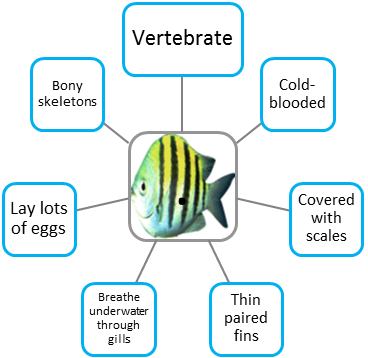 Vertebrate
Bony
skeletons
Cold-
blooded
Lay lots
of eggs
Covered
with
scales
Breathe
underwater
through
gills
Thin
paired
fins